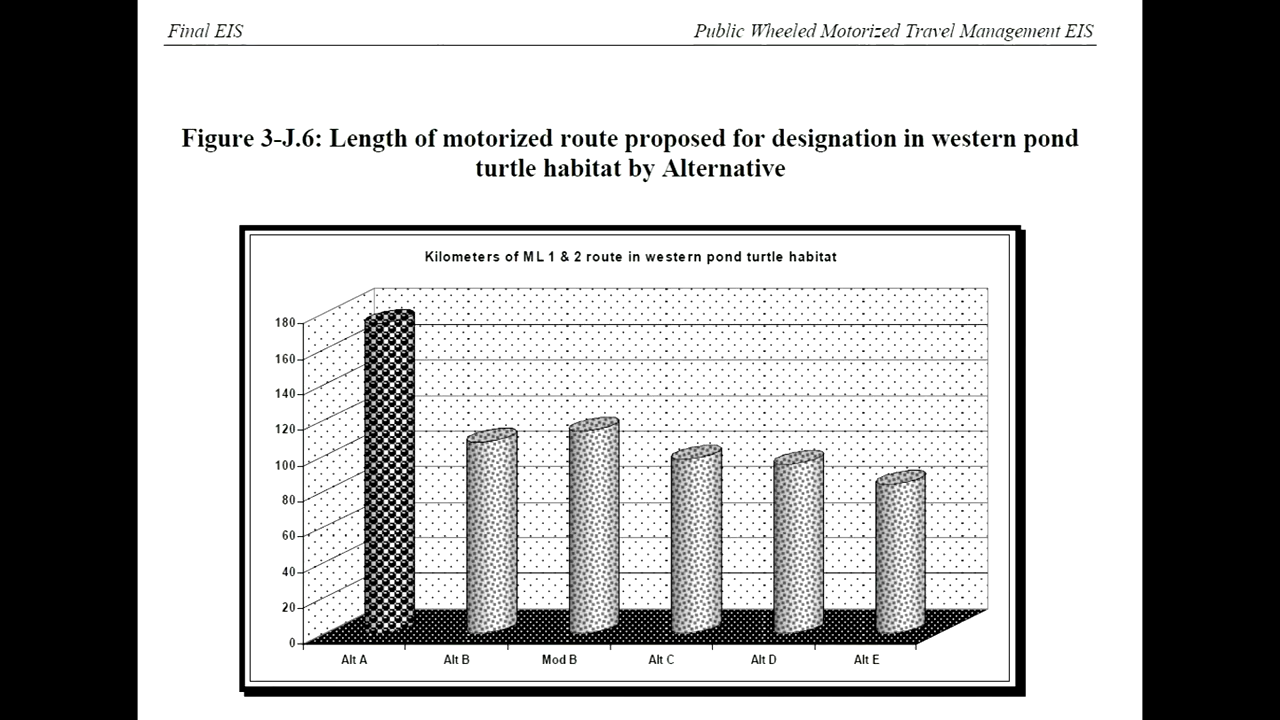 Final EIS
Public Wheeled Motorized Travel Management EIS
Figure 3-J.6: Length of motorized route proposed for designation in western pond
turtle habitat by Alternative
Kilometers of ML 1 & 2 route in western pond turtle habitat
180
160
140
120
100
80
60
40
20
0
Alt A
Alt B
Mod B
Alt C
Alt D
Alt E